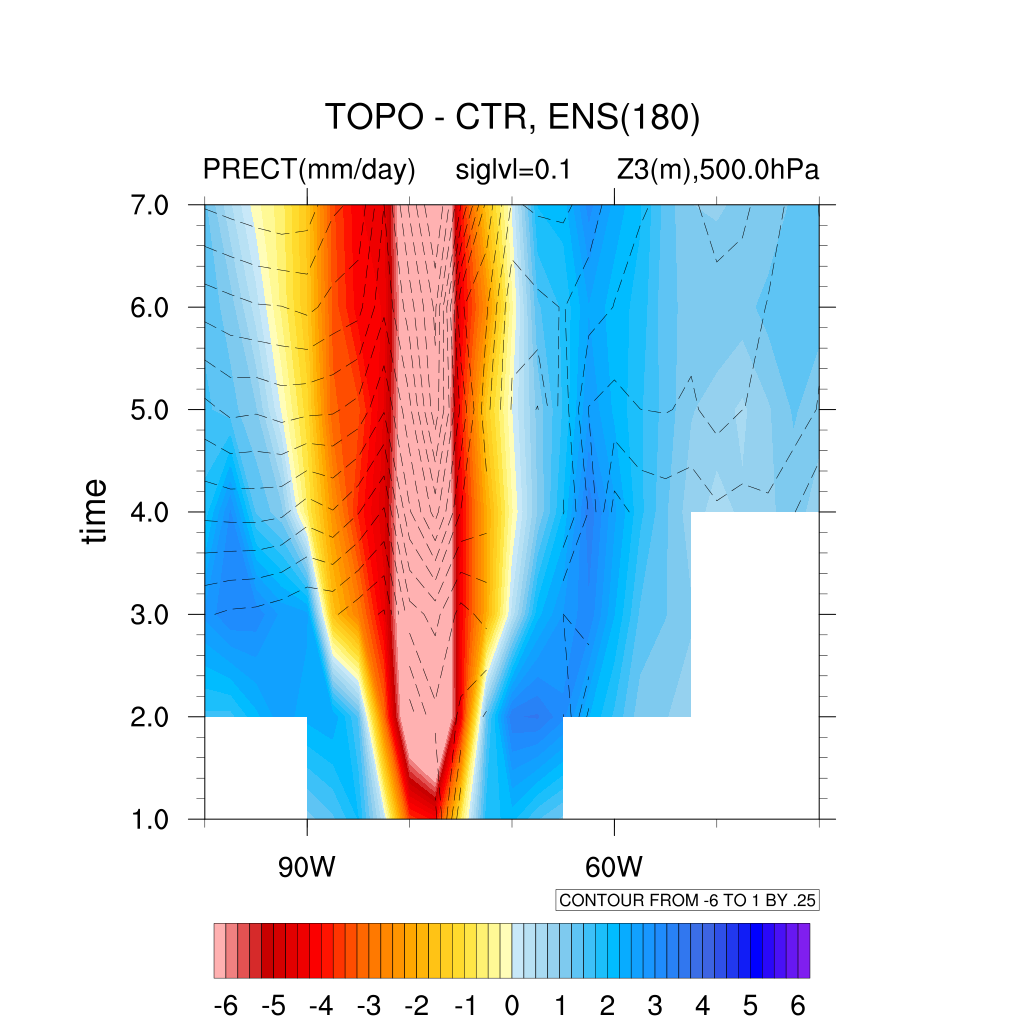 TOPO - CTR, ENS(180)
PRECT(mm/day) siglvl=0.1 Z3(m),500.0hPa
7.0
6.0
5.0
4.0
3.0
2.0
1.0
time
90W 60W
CONTOUR FROM -6 TO 1 BY .25
-6 -5 -4 -3 -2 -1 0 1 2 3 4 5 6